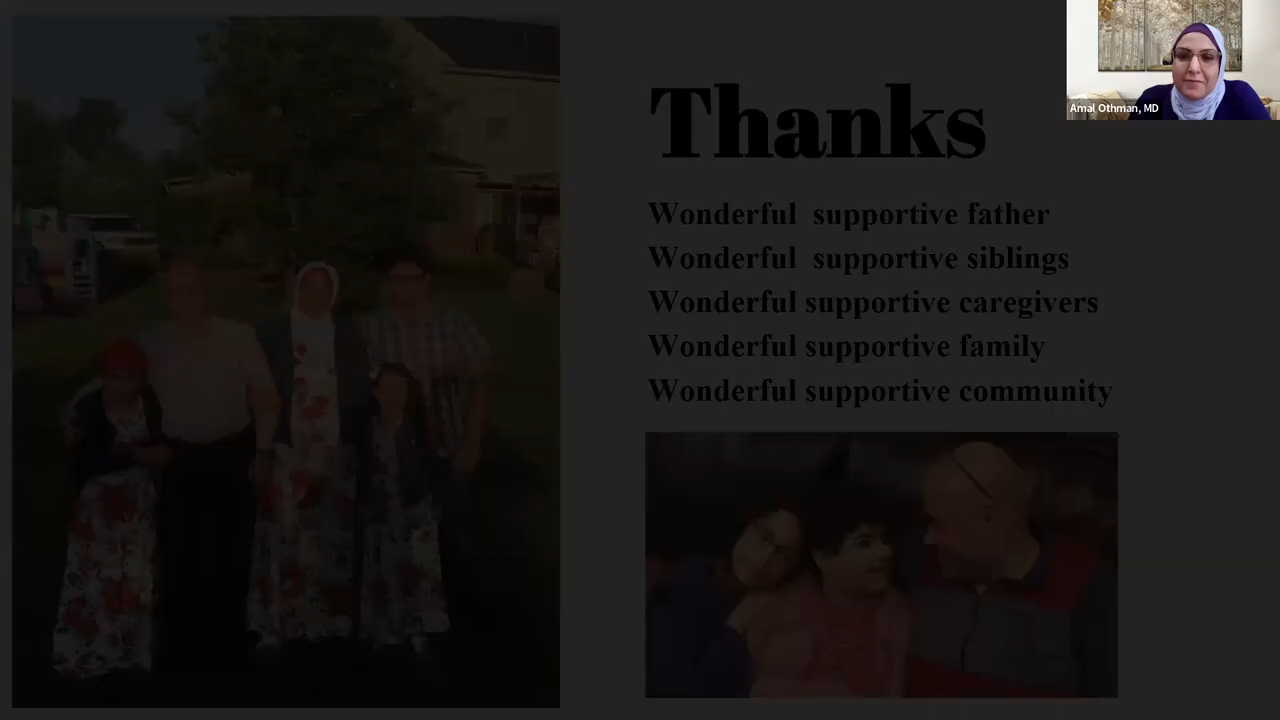 Amal Othman, MD
Thanks
Wonderful  supportive father
Wonderful  supportive siblings
Wonderful supportive caregivers
Wonderful supportive family
Wonderful supportive community